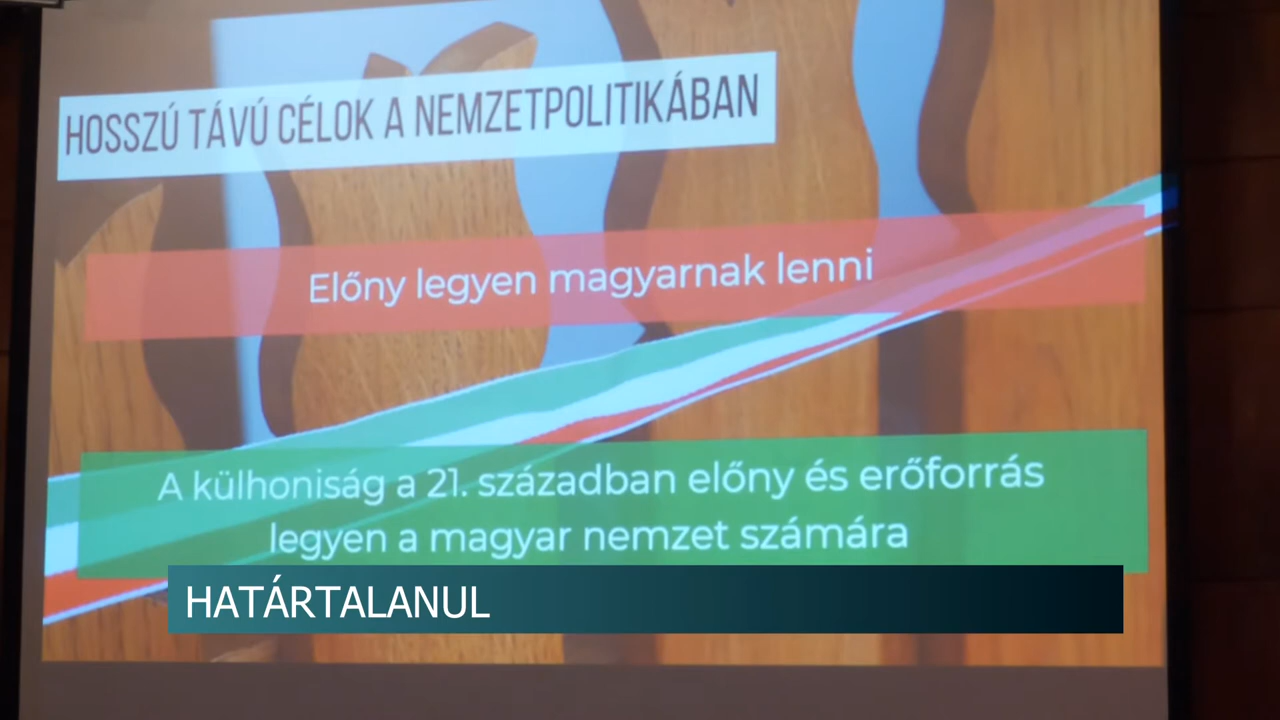 HOSSZÚ TÁVÚ CÉLOK A NEMZETPOLITIKÁBAN
Előny legyen magyarnak lenni
A külhoniság a 21. században előny és erőforrás
legyen a magyar nemzet számára
HATÁRTALANUL